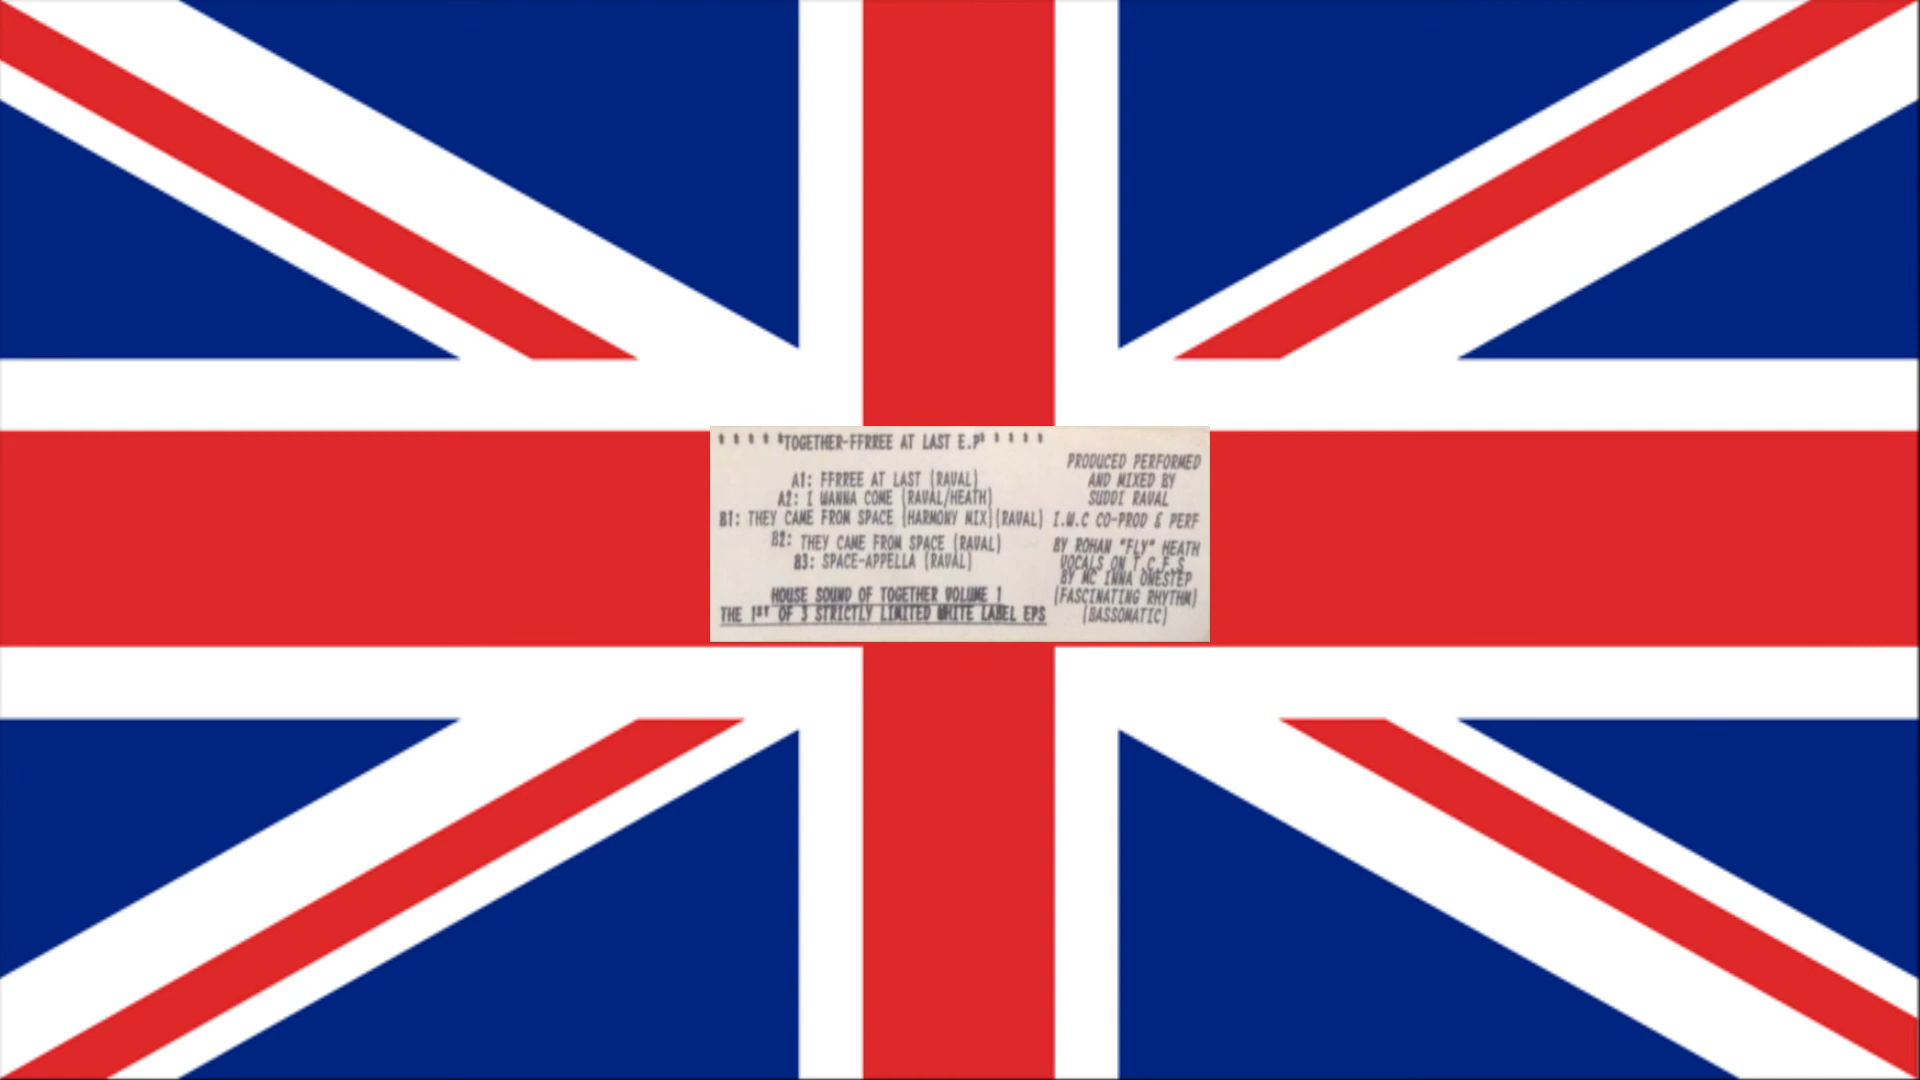 * * * * *TOGETHER-FFRREE AT LAST E.P* * * * *
A1: FFRREE AT LAST (RAVAL)
A2: I WANNA COME (RAVAL/HEATH)
B1: THEY CAME FROM SPACE (HARMONY MIX)(RAVAL)
B2: THEY CAME FROM SPACE (RAVAL)
B3: SPACE-APPELLA (RAVAL)
HOUSE SOUND OF TOGETHER VOLUME 1
THE 1ST OF 3 STRICTLY LIMITED WHITE LABEL EPS
PRODUCED PERFORMED
AND MIXED BY
SUDDI RAVAL
I.W.C CO-PROD & PERF
BY ROHAN "FLY" HEATH
VOCALS ON T.C.F.S
BY MC INNA ONESTEP
(FASCINATING RHYTHM)
(BASSOMATIC)